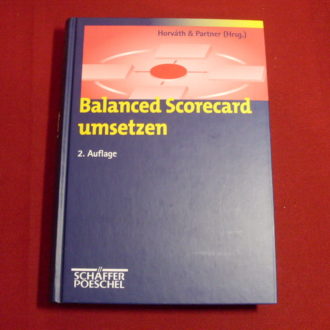 Horváth & Partner (Hrsg.)
Balanced Scorecard
umsetzen
2. Auflage
SCHÄFFER
POESCHEL